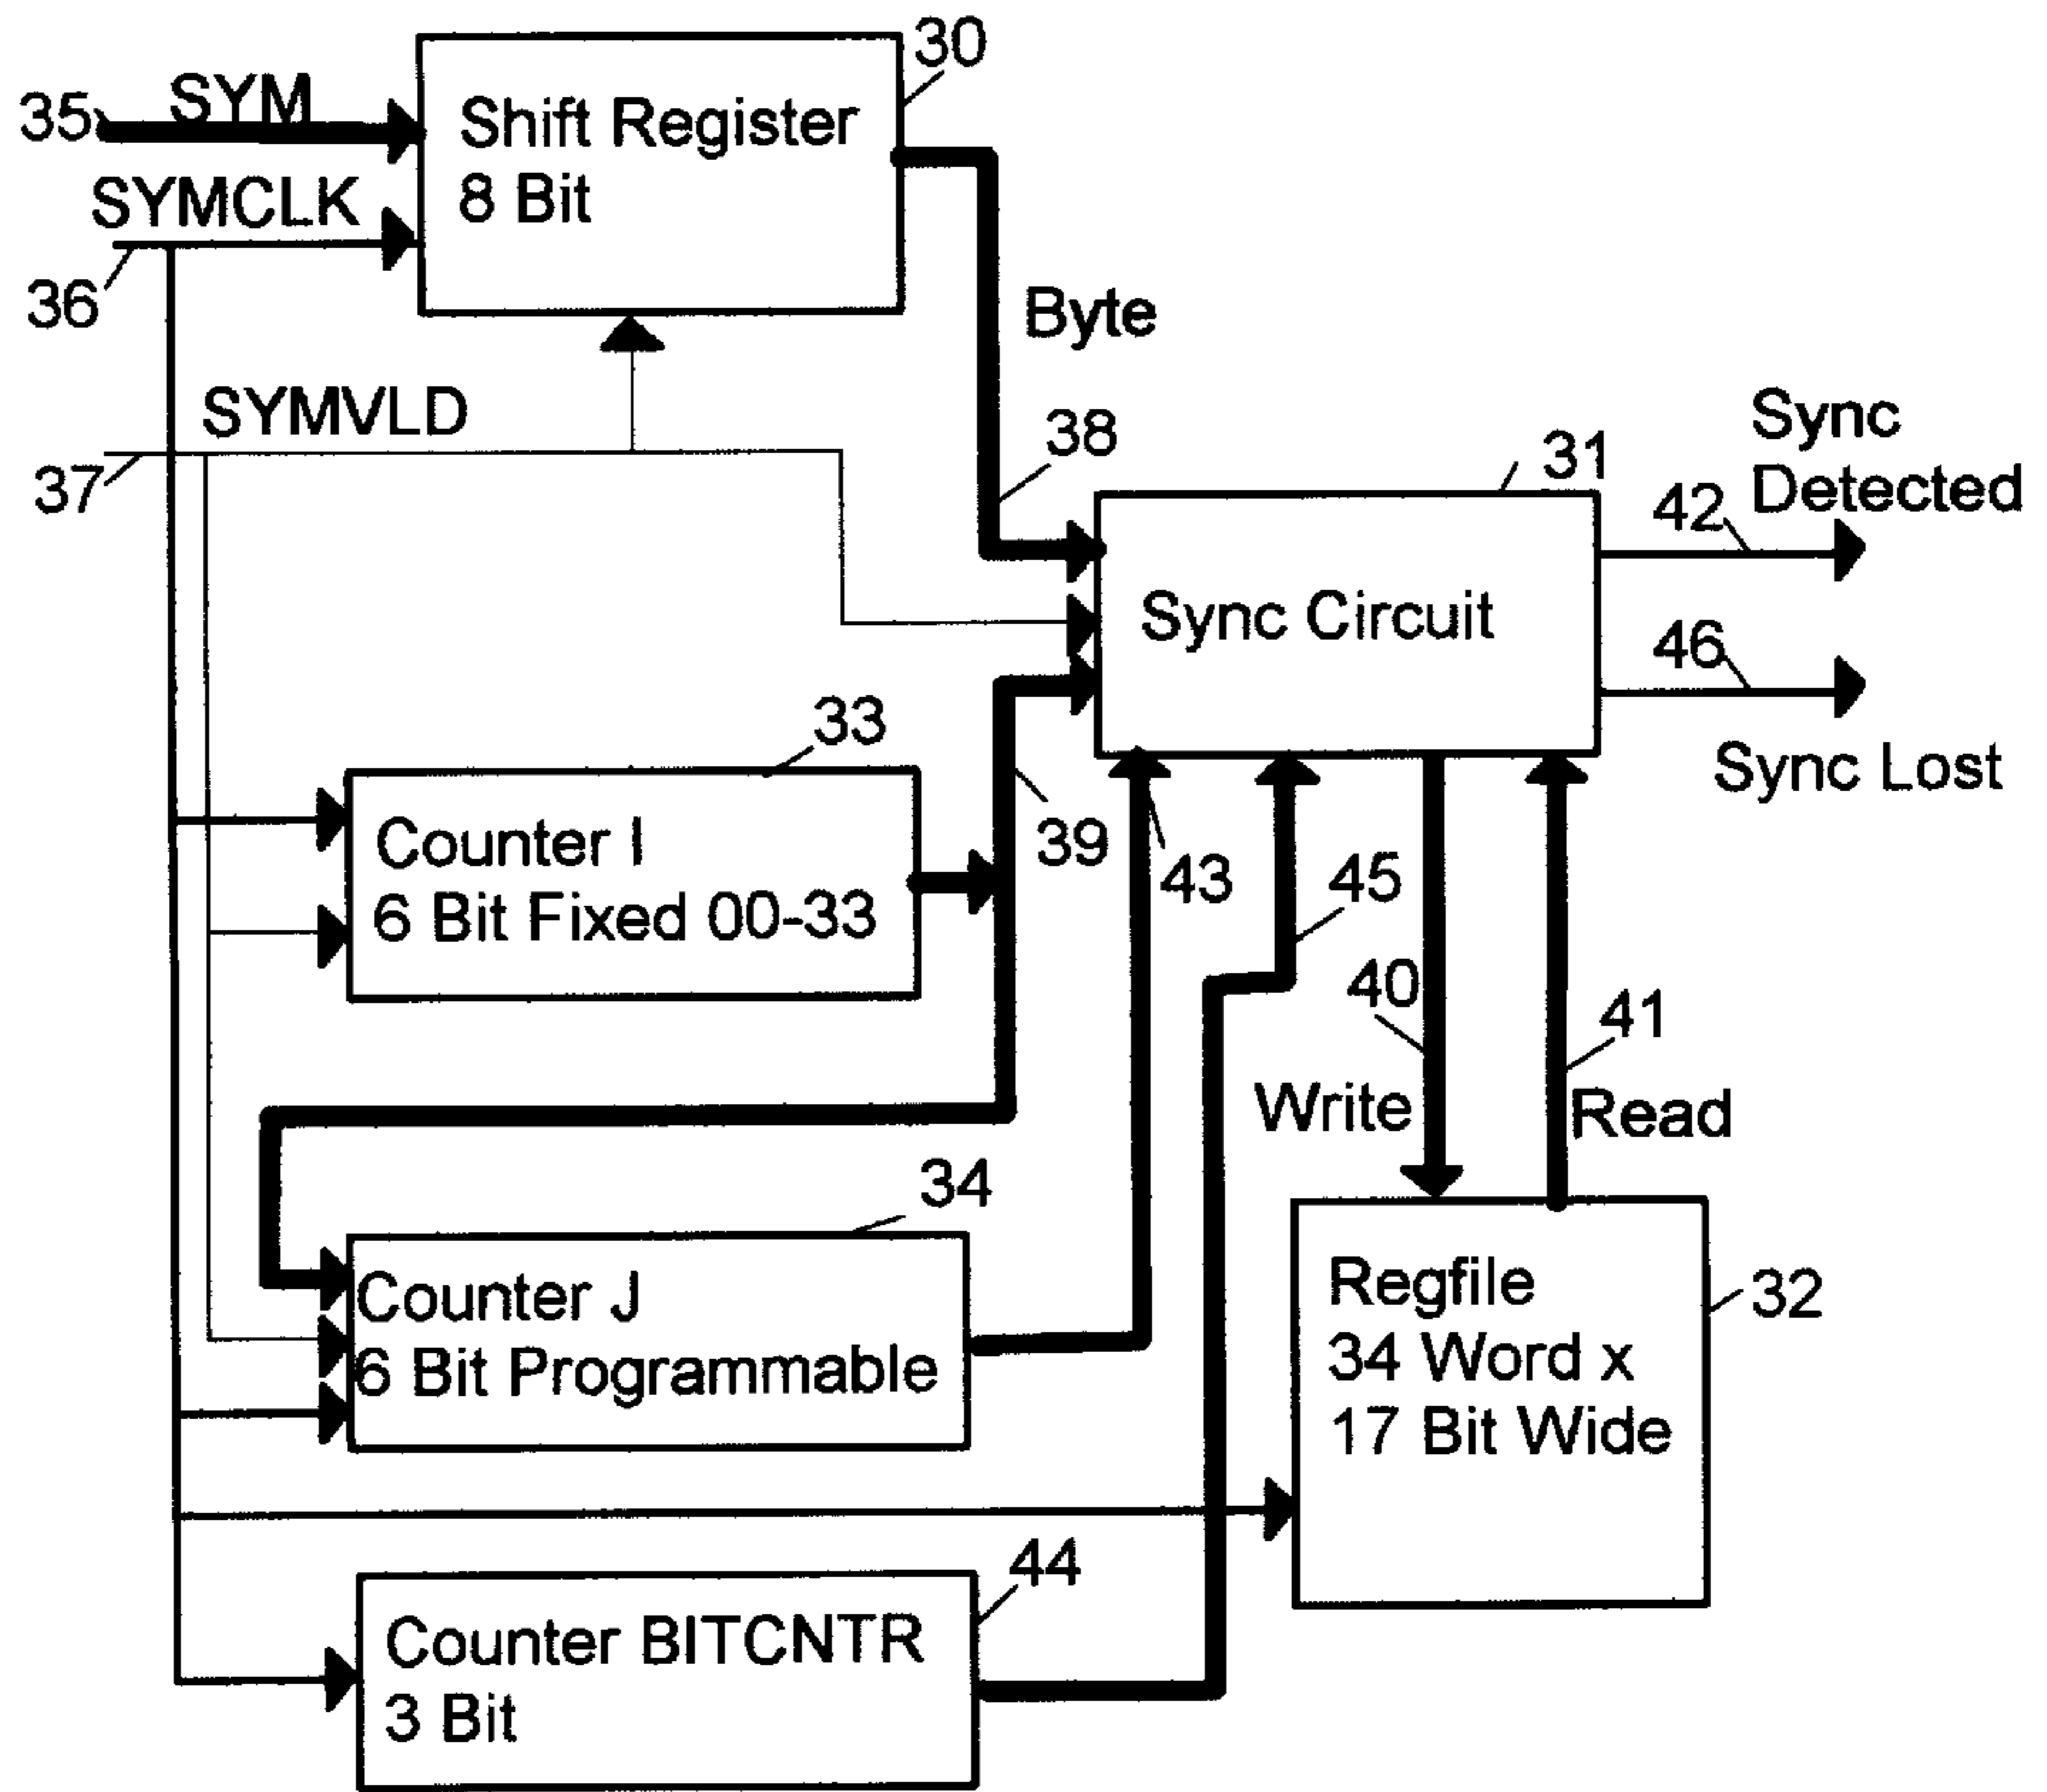 30
35
SYM
Shift Register
8 Bit
SYMCLK
36
Byte
SYMVLD
37
38
31
Sync
Detected
42
Sync Circuit
46
Sync Lost
33
Counter I
6 Bit Fixed 00-33
39
43
45
40
41
Write
Read
34
Counter J
6 Bit Programmable
Regfile
34 Word x
17 Bit Wide
32
44
Counter BITCNTR
3 Bit